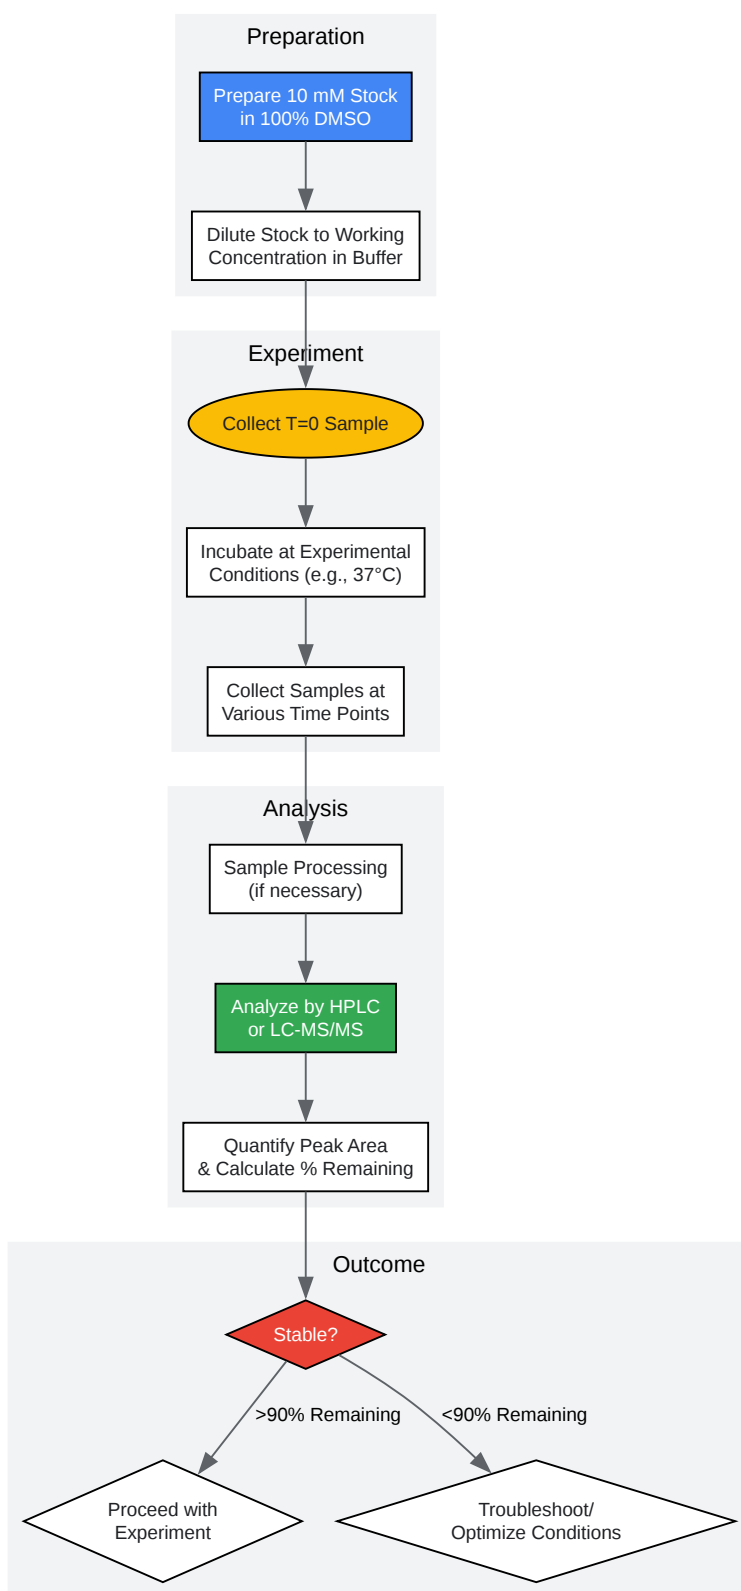 Preparation
Prepare 10 mM Stock
in 100% DMSO
Dilute Stock to Working
Concentration in Buffer
Experiment
Collect T=0 Sample
Incubate at Experimental
Conditions (e.g., 37°C)
Collect Samples at
Various Time Points
Analysis
Sample Processing
(if necessary)
Analyze by HPLC
or LC-MS/MS
Quantify Peak Area
& Calculate % Remaining
Outcome
Stable?
>90% Remaining
<90% Remaining
Proceed with
Experiment
Troubleshoot/
Optimize Conditions